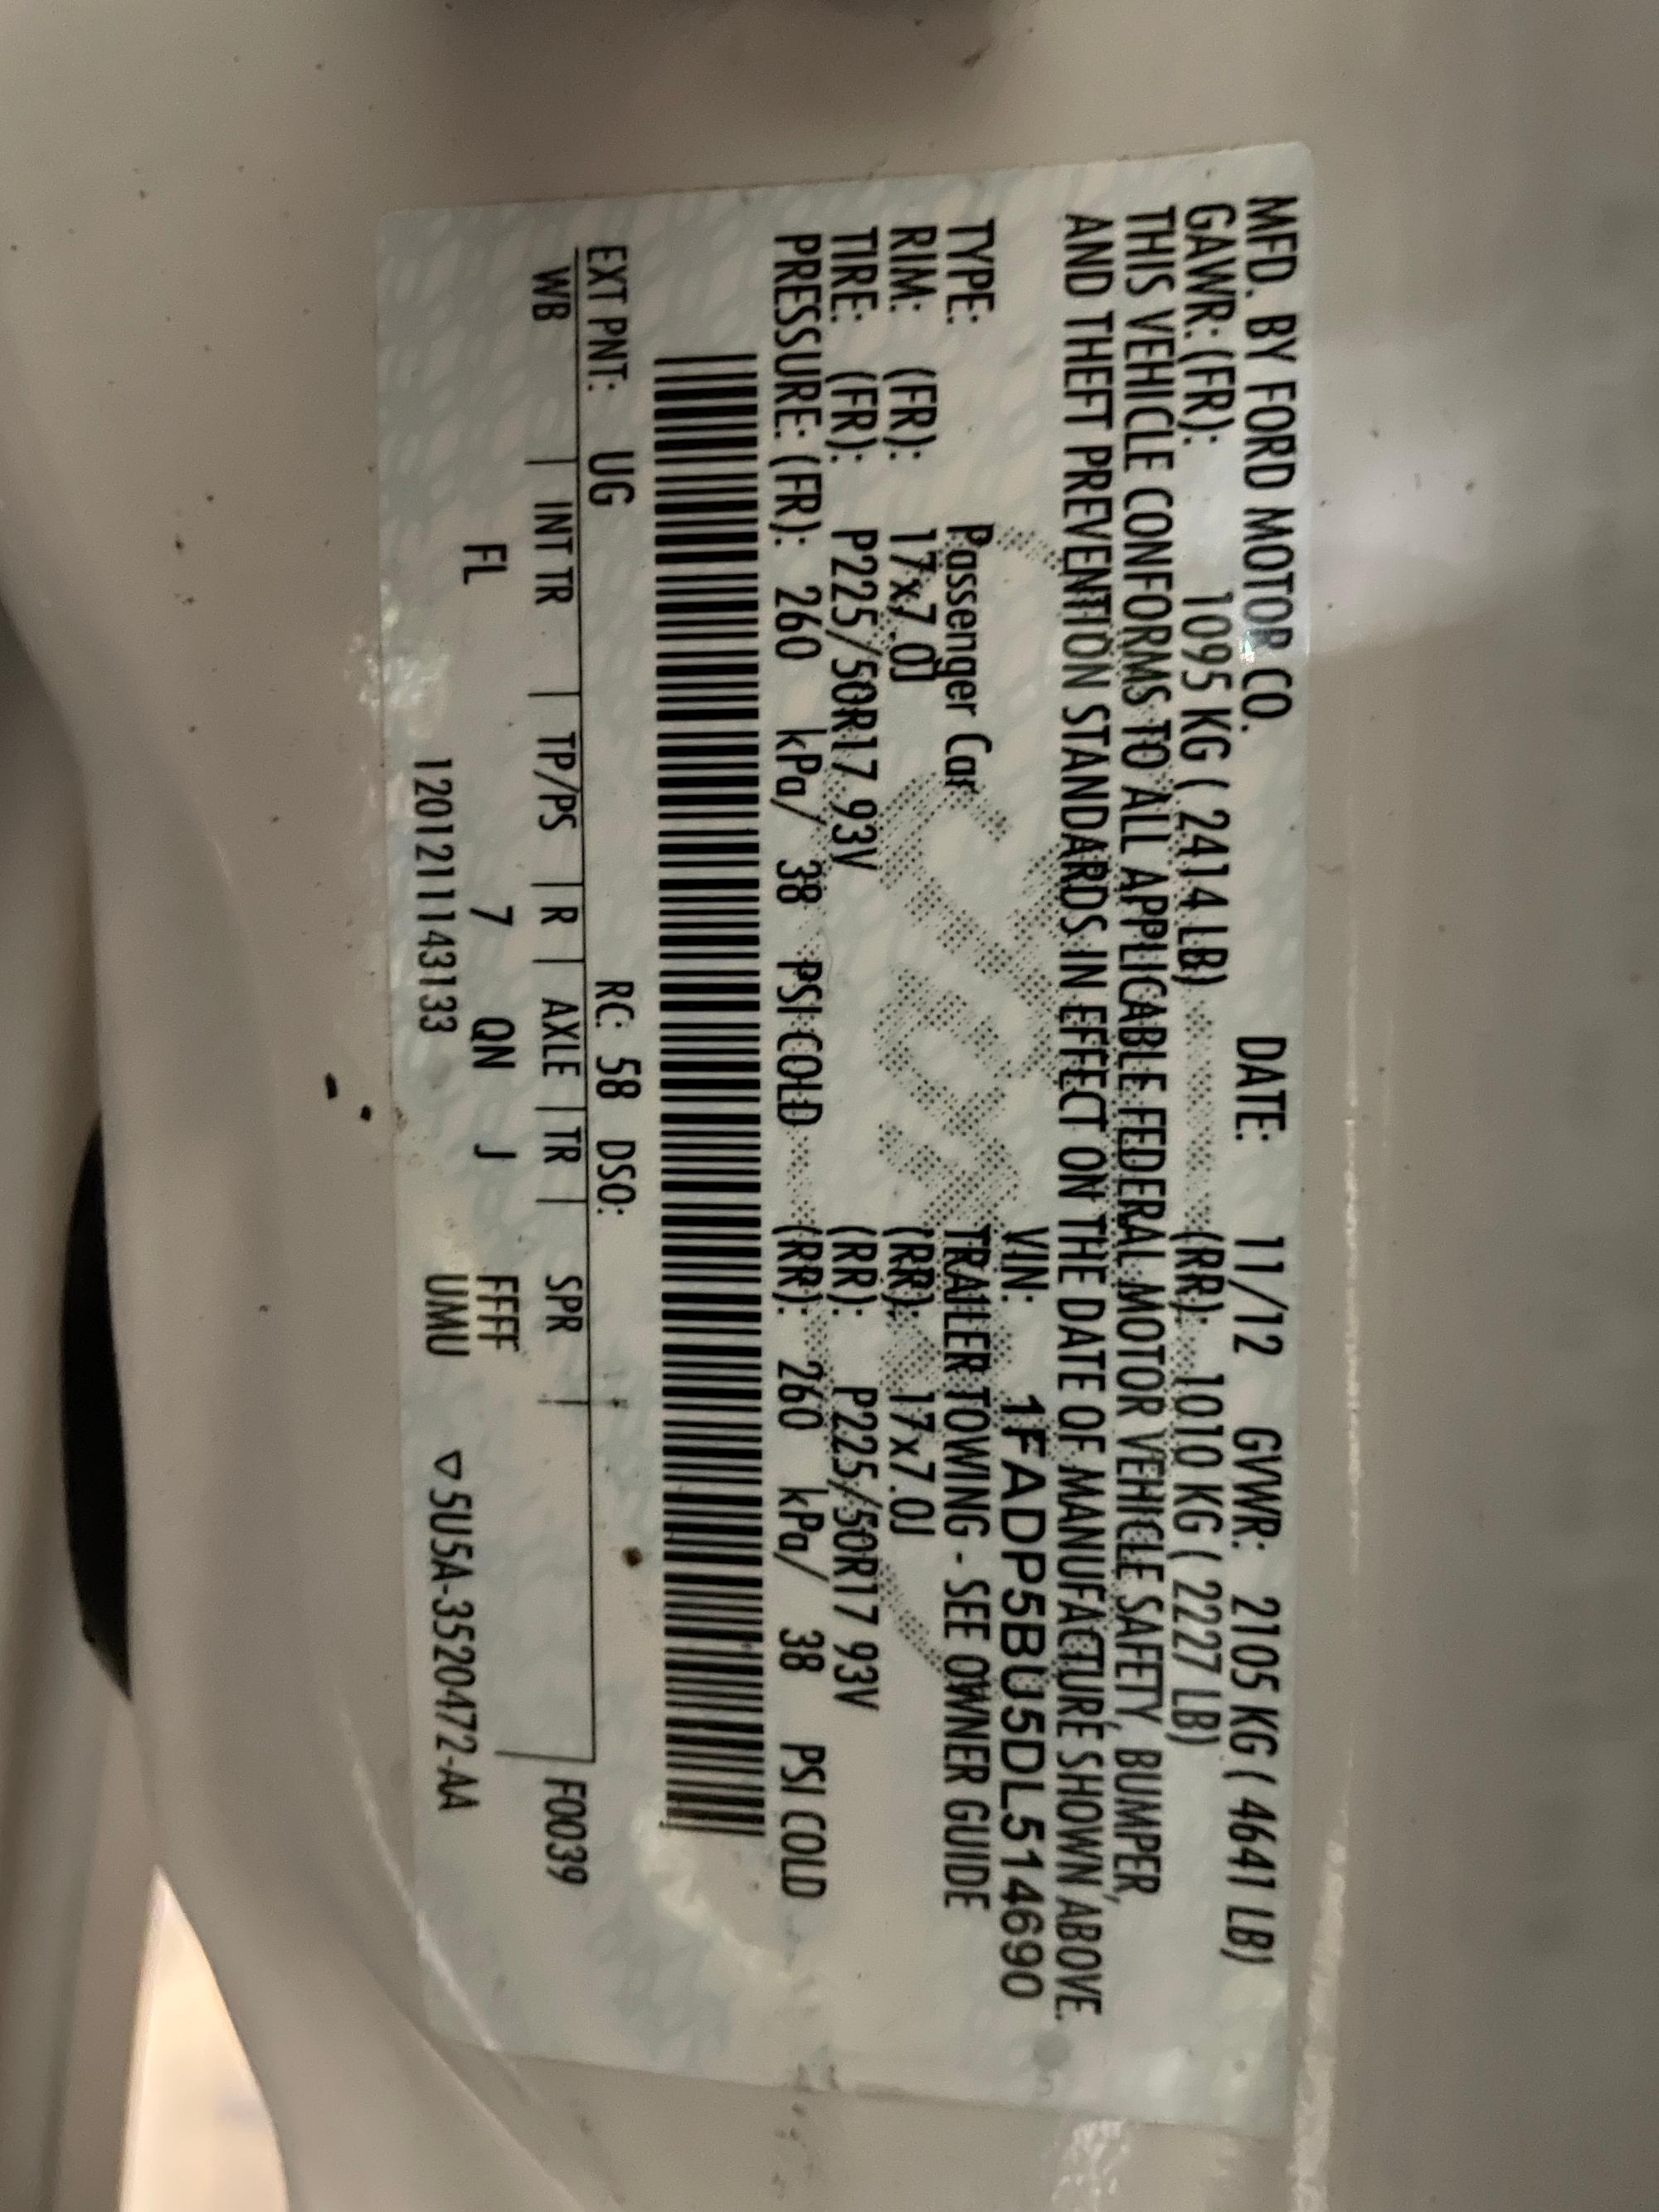 MFD. BY FORD MOTOR CO. DATE: 11/12 GVWR: 2105 KG ( 4641 LB)
GAWR: (FR): 1095 KG ( 2414 LB) (RR): 1010 KG ( 2227 LB)
THIS VEHICLE CONFORMS TO ALL APPLICABLE FEDERAL MOTOR VEHICLE SAFETY, BUMPER,
AND THEFT PREVENTION STANDARDS IN EFFECT ON THE DATE OF MANUFACTURE SHOWN ABOVE.
VIN: 1FADP5BU5DL514690
TYPE: Passenger Car TRAILER TOWING - SEE OWNER GUIDE
RIM: (FR): 17x7.0J (RR): 17x7.0J
TIRE: (FR): P225/50R17 93V (RR): P225/50R17 93V
PRESSURE: (FR): 260 kPa/ 38 PSI COLD (RR): 260 kPa/ 38 PSI COLD
EXT PNT: UG RC: 58 DSO: F0039
WB | INT TR | TP/PS | R | AXLE | TR | SPR |
FL 7 QN J FFFF
UMU
120121143133 ▽5U5A-3520472-AA